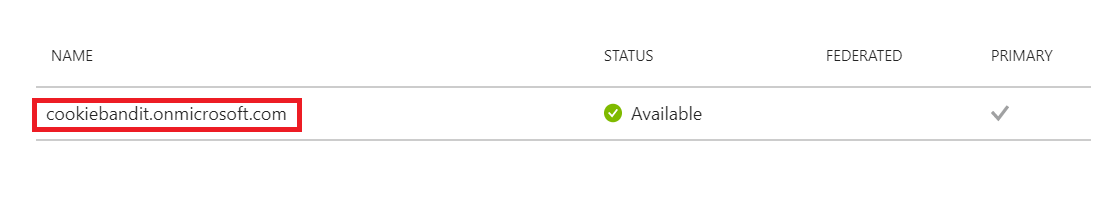 NAME STATUS FEDERATED PRIMARY
cookiebandit.onmicrosoft.com Available